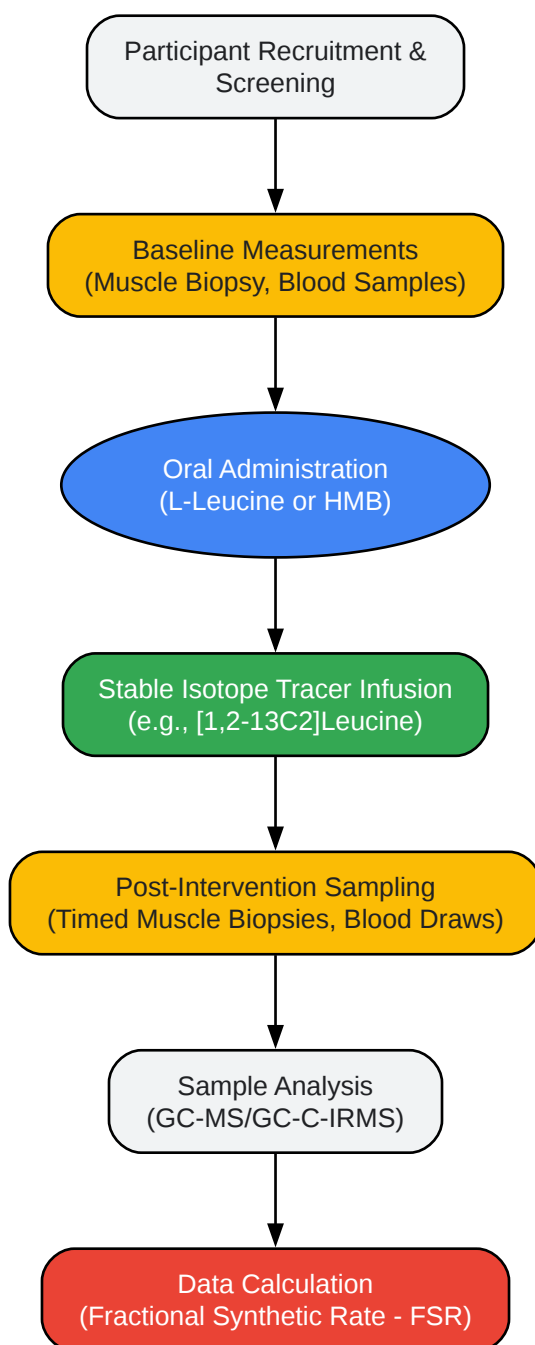 Participant Recruitment &
Screening
Baseline Measurements
(Muscle Biopsy, Blood Samples)
Oral Administration
(L-Leucine or HMB)
Stable Isotope Tracer Infusion
(e.g., [1,2-13C2]Leucine)
Post-Intervention Sampling
(Timed Muscle Biopsies, Blood Draws)
Sample Analysis
(GC-MS/GC-C-IRMS)
Data Calculation
(Fractional Synthetic Rate - FSR)